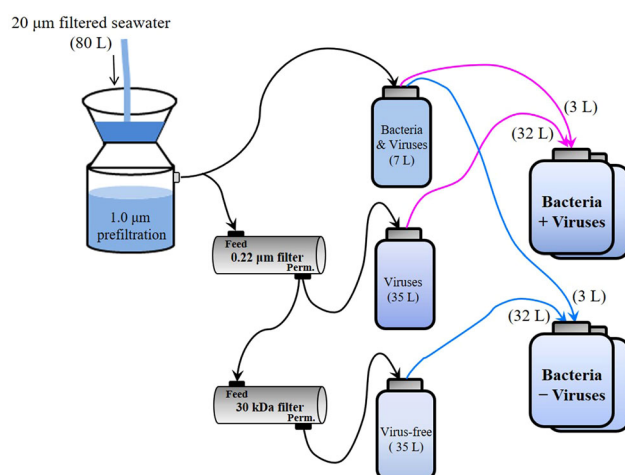 20 μm filtered seawater
(80 L)
1.0 μm
prefiltration
Bacteria
& Viruses
(7 L)
(3 L)
(32 L)
Bacteria
+ Viruses
Feed
0.22 μm filter
Perm.
Viruses
(35 L)
(3 L)
(32 L)
Bacteria
− Viruses
Feed
30 kDa filter
Perm.
Virus-free
( 35 L)